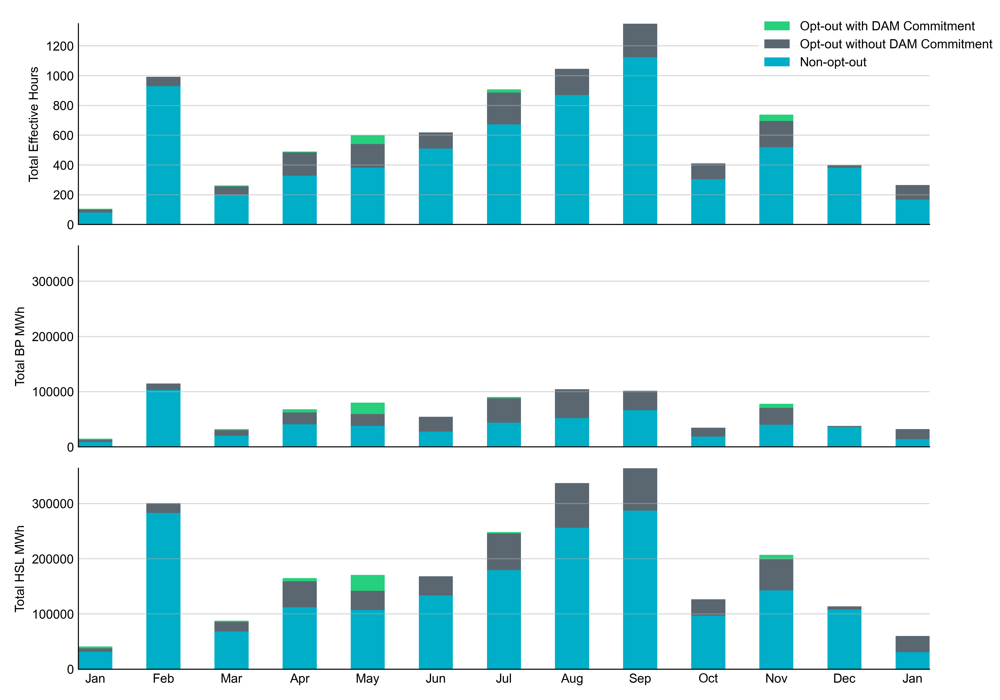 Opt-out with DAM Commitment
Opt-out without DAM Commitment
Non-opt-out
Total Effective Hours
1200
1000
800
600
400
200
0
Total BP MWh
300000
200000
100000
0
Total HSL MWh
300000
200000
100000
0
Jan Feb Mar Apr May Jun Jul Aug Sep Oct Nov Dec Jan